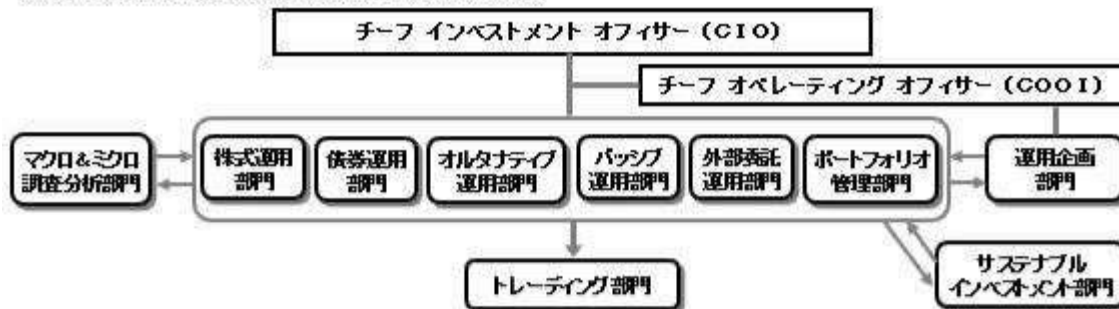 チーフ インベストメント オフィサー (CIO)
チーフ オペレーティング オフィサー (COOI)
マクロ&ミクロ
調査分析部門
株式運用
部門
債券運用
部門
オルタナティブ
運用部門
パッシブ
運用部門
外部委託
運用部門
ポートフォリオ
管理部門
運用企画
部門
トレーディング部門
サステナブル
インベストメント部門